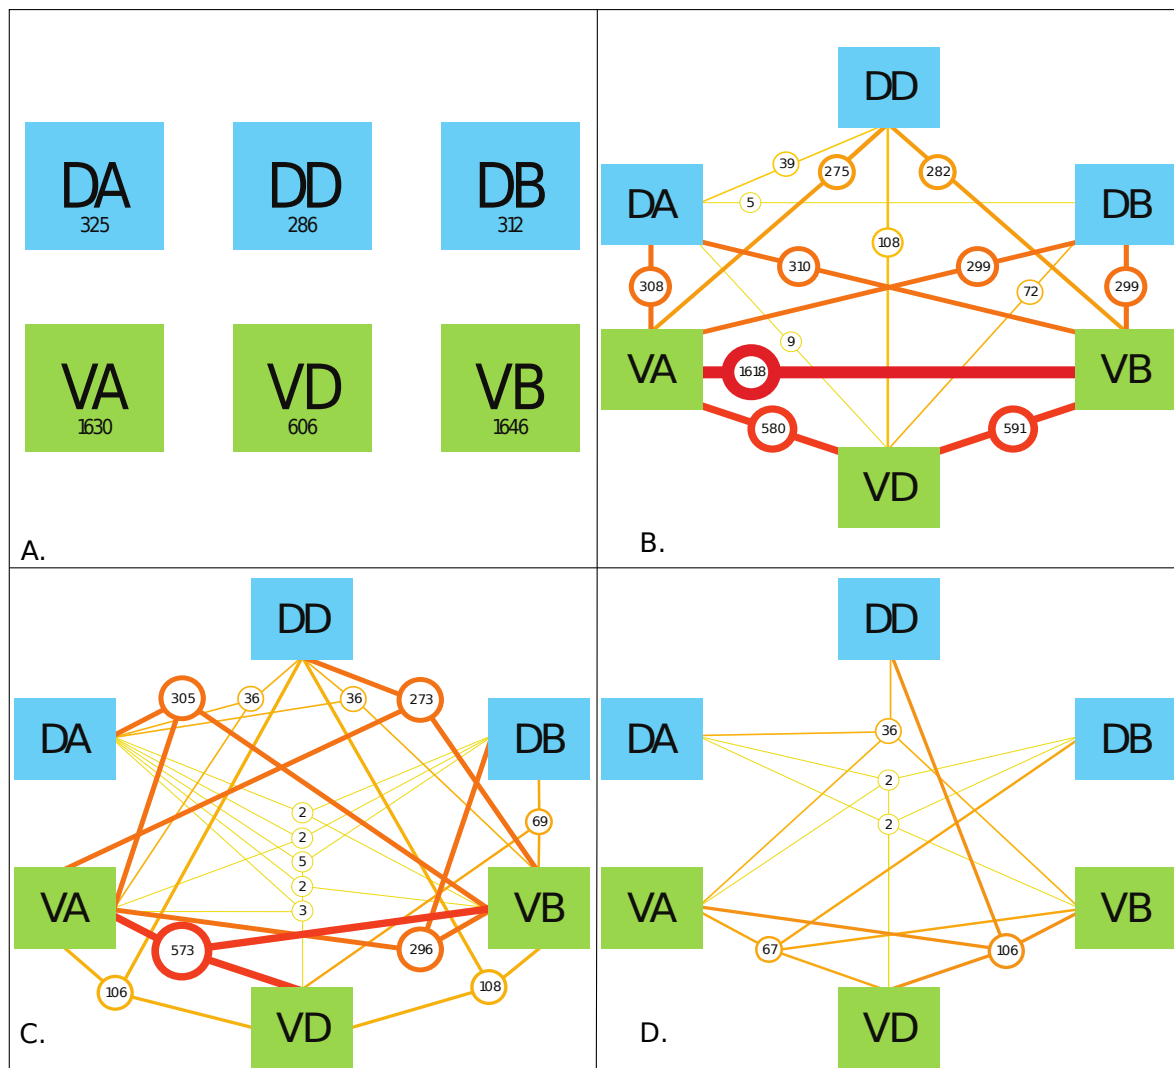 DA DD DB
325 286 312
VA VD VB
1630 606 1646
A.
DD
39 275 282
DA 5 DB
108
310 299
308 72 299
9
VA 1618 VB
580 591
VD
B.
DD
305 36 36 273
DA DB
2
69
2
5
2
VA 3 VB
573 296
106 108
VD
C.
DD
DA 36 DB
2
2
VA VB
67 106
VD
D.